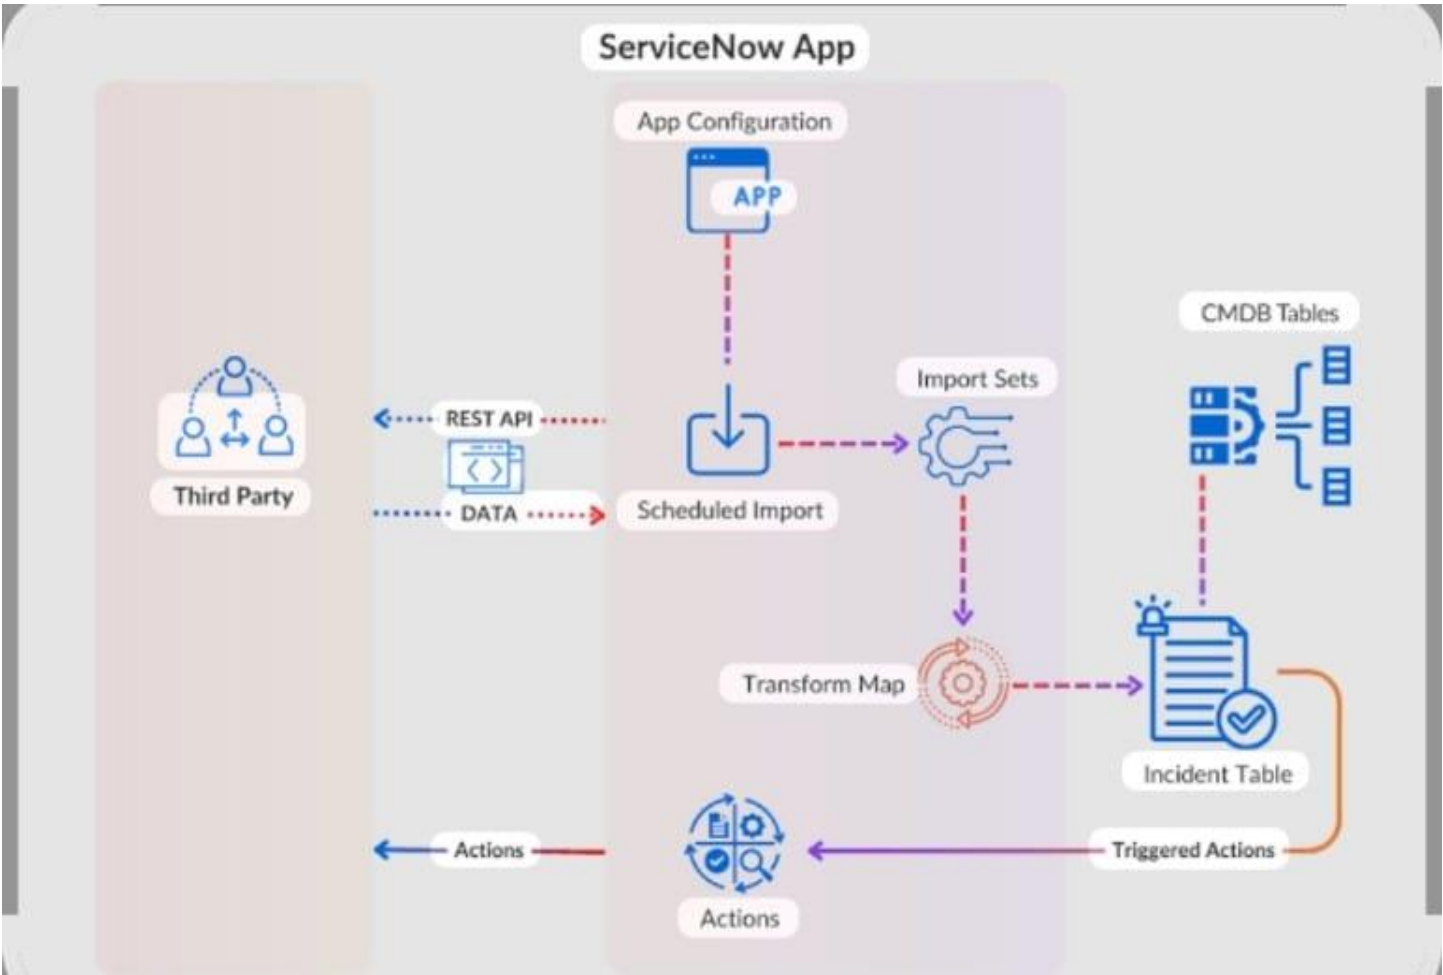 ServiceNow App
App Configuration
APP
CMDB Tables
Import Sets
REST API
Third Party
DATA
Scheduled Import
Transform Map
Incident Table
Actions
Triggered Actions
Actions